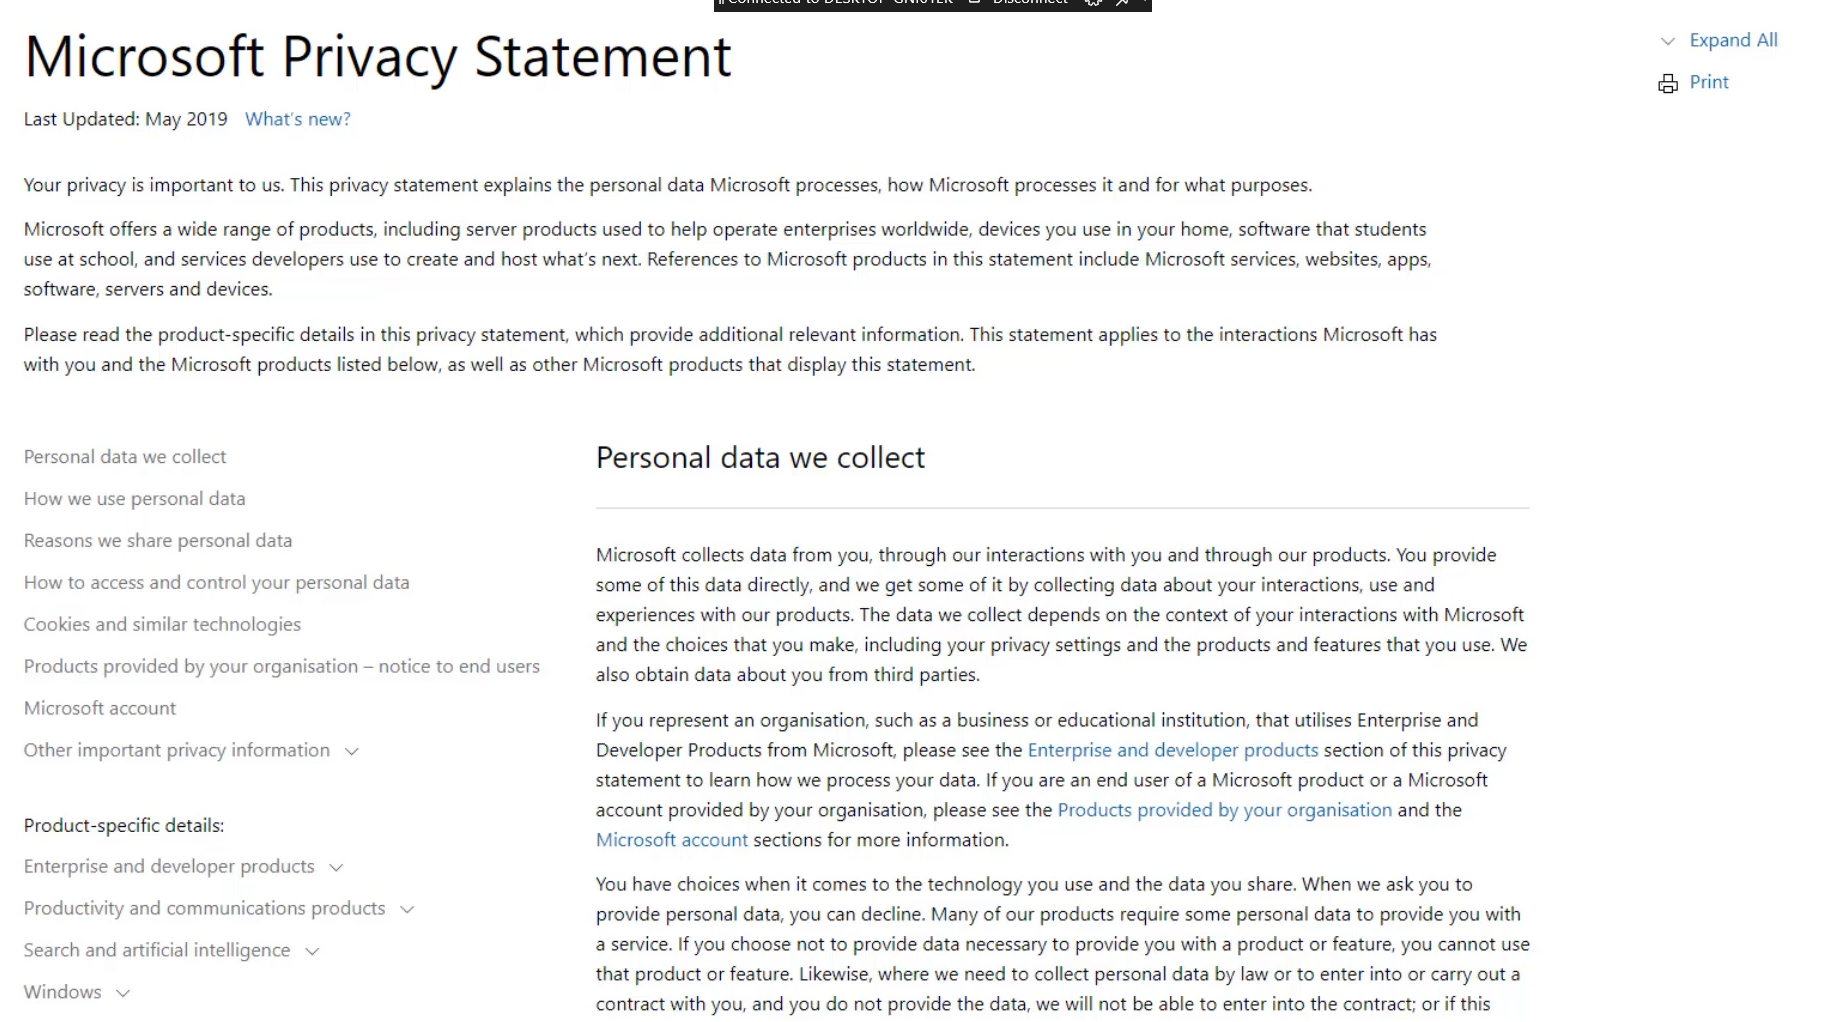 Connected to DESKTOP Disconnect
Microsoft Privacy Statement
Expand All
Print
Last Updated: May 2019 What's new?
Your privacy is important to us. This privacy statement explains the personal data Microsoft processes, how Microsoft processes it and for what purposes.
Microsoft offers a wide range of products, including server products used to help operate enterprises worldwide, devices you use in your home, software that students
use at school, and services developers use to create and host what's next. References to Microsoft products in this statement include Microsoft services, websites, apps,
software, servers and devices.
Please read the product-specific details in this privacy statement, which provide additional relevant information. This statement applies to the interactions Microsoft has
with you and the Microsoft products listed below, as well as other Microsoft products that display this statement.
Personal data we collect
How we use personal data
Reasons we share personal data
How to access and control your personal data
Cookies and similar technologies
Products provided by your organisation – notice to end users
Microsoft account
Other important privacy information
Product-specific details:
Enterprise and developer products
Productivity and communications products
Search and artificial intelligence
Windows
Personal data we collect
Microsoft collects data from you, through our interactions with you and through our products. You provide
some of this data directly, and we get some of it by collecting data about your interactions, use and
experiences with our products. The data we collect depends on the context of your interactions with Microsoft
and the choices that you make, including your privacy settings and the products and features that you use. We
also obtain data about you from third parties.
If you represent an organisation, such as a business or educational institution, that utilises Enterprise and
Developer Products from Microsoft, please see the Enterprise and developer products section of this privacy
statement to learn how we process your data. If you are an end user of a Microsoft product or a Microsoft
account provided by your organisation, please see the Products provided by your organisation and the
Microsoft account sections for more information.
You have choices when it comes to the technology you use and the data you share. When we ask you to
provide personal data, you can decline. Many of our products require some personal data to provide you with
a service. If you choose not to provide data necessary to provide you with a product or feature, you cannot use
that product or feature. Likewise, where we need to collect personal data by law or to enter into or carry out a
contract with you, and you do not provide the data, we will not be able to enter into the contract; or if this